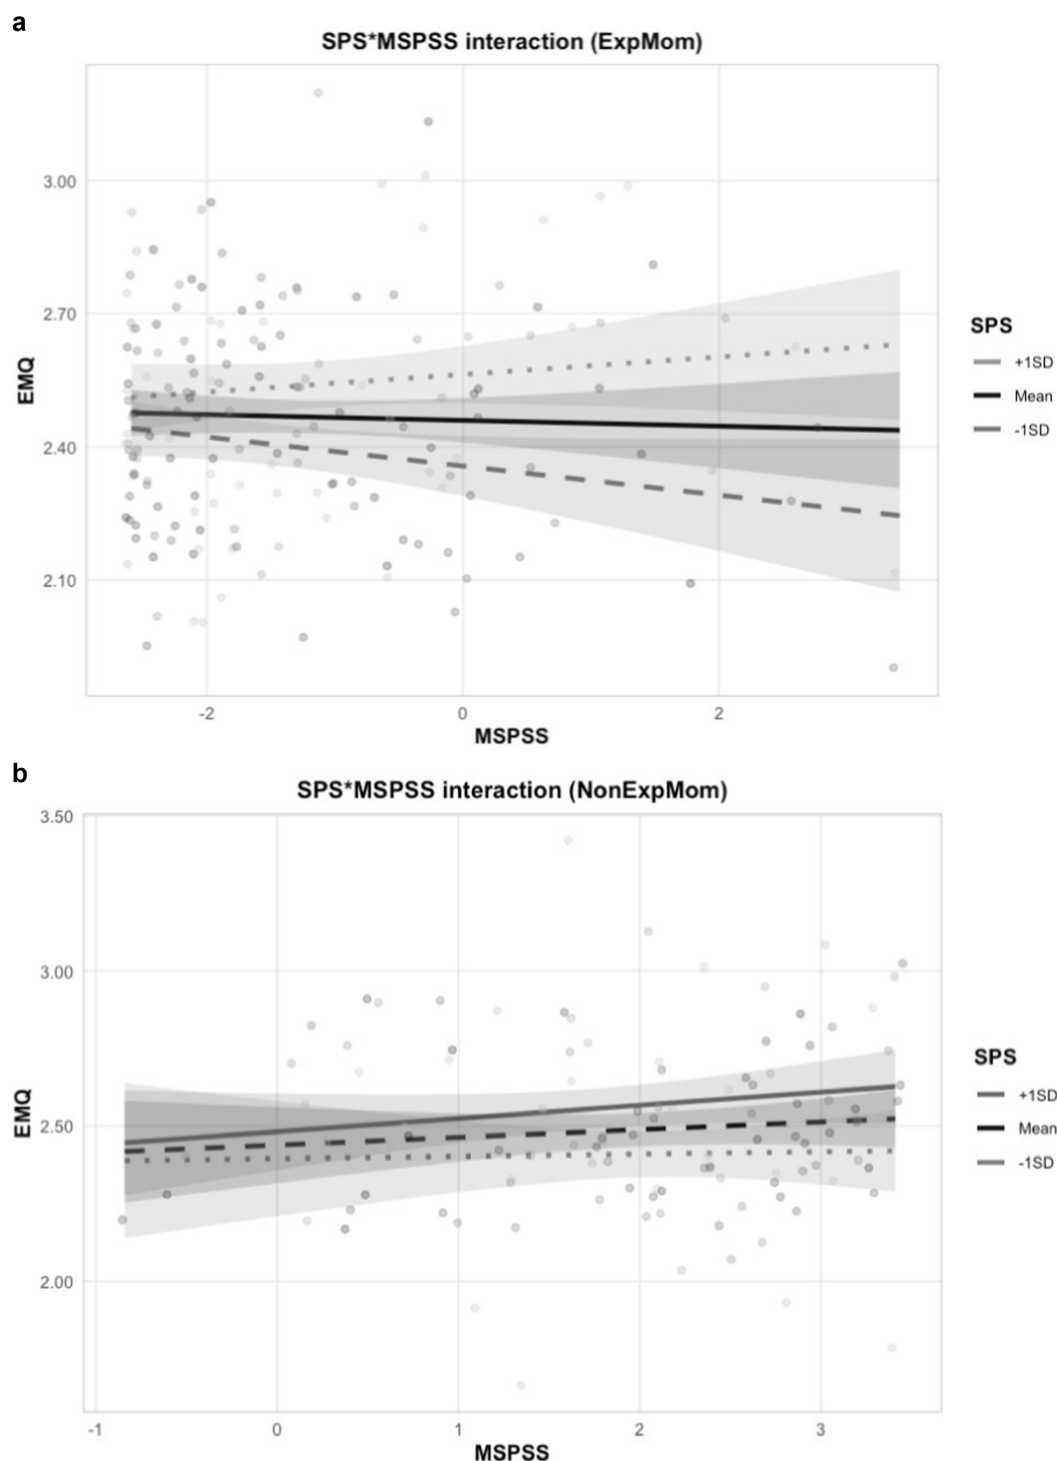 a
SPS*MSPSS interaction (ExpMom)
3.00
2.70
2.40
2.10
EMQ
-2
0
2
MSPSS
SPS
+1SD
Mean
-1SD
b
SPS*MSPSS interaction (NonExpMom)
3.50
3.00
2.50
2.00
EMQ
-1
0
1
2
3
MSPSS
SPS
+1SD
Mean
-1SD